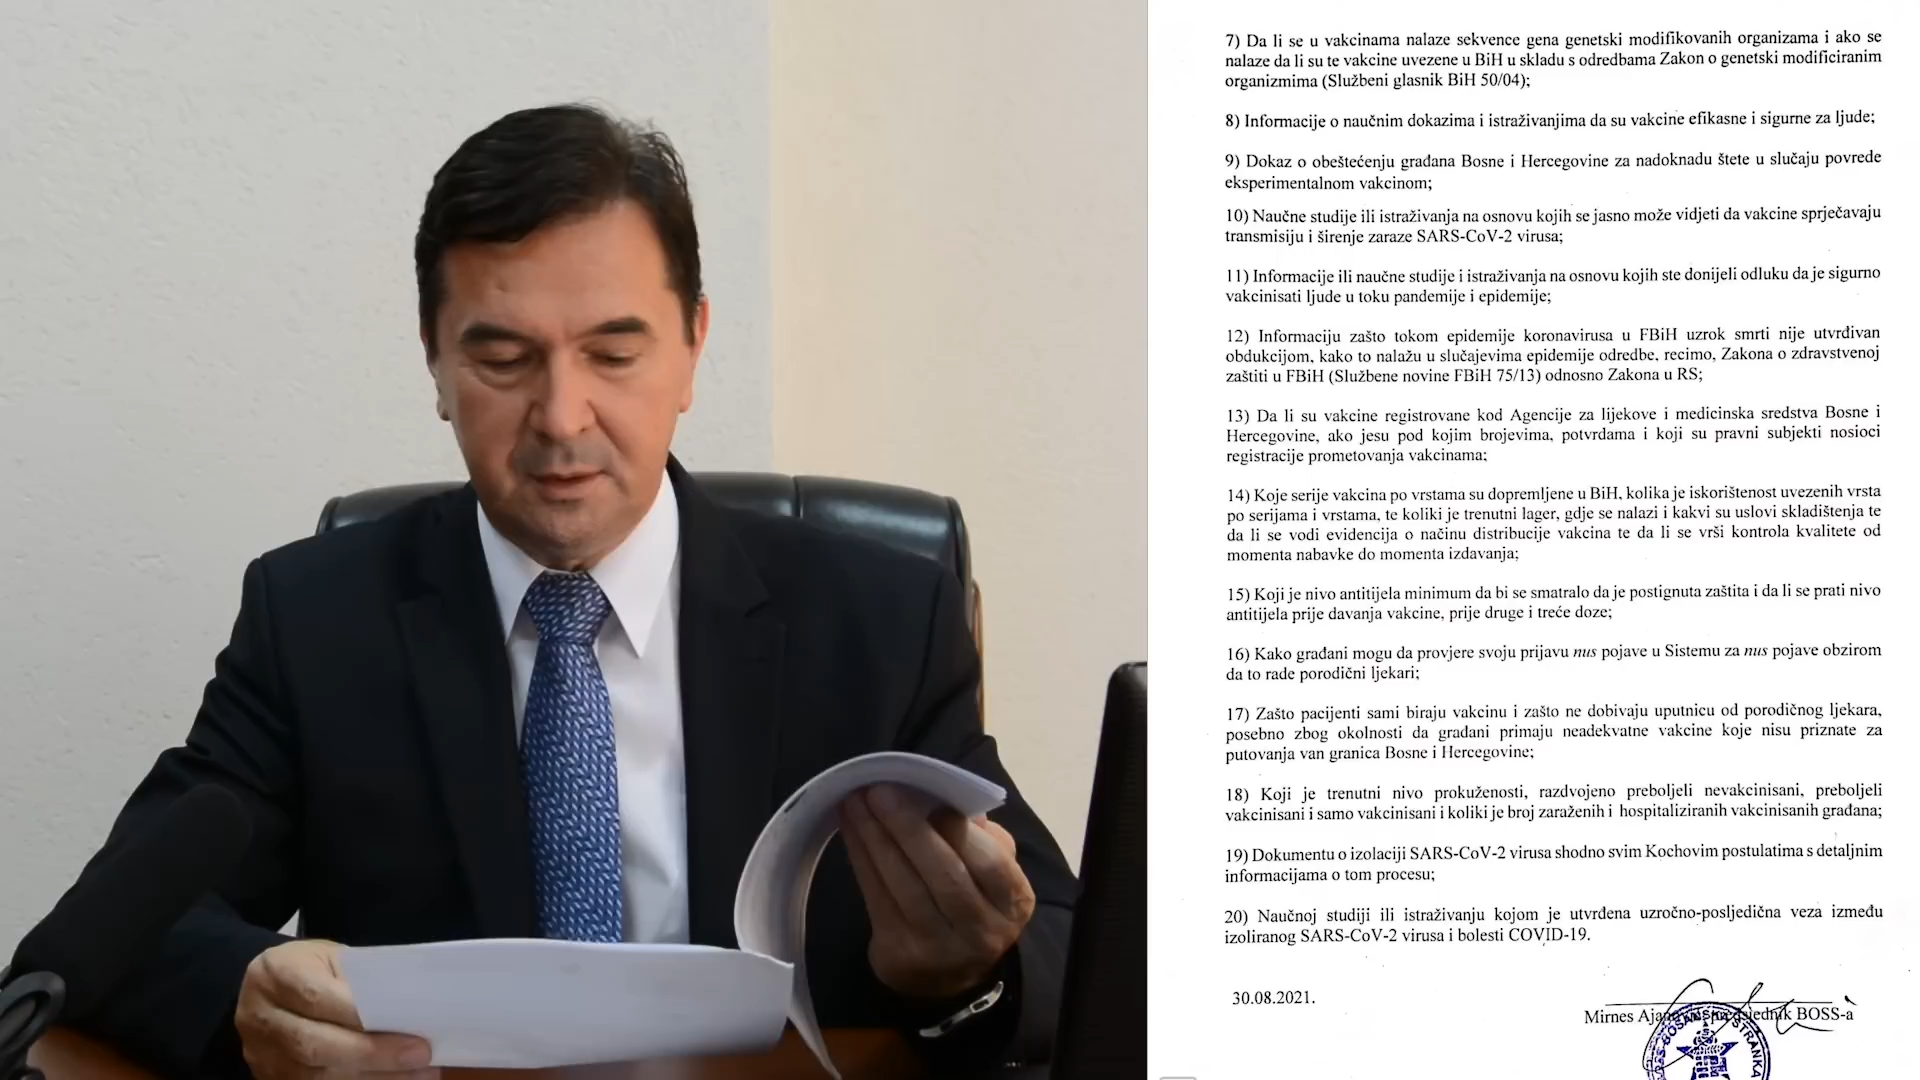 7) Da li se u vakcinama nalaze sekvence gena genetski modifikovanih organizama i ako se
nalaze da li su te vakcine uvezene u BiH u skladu s odredbama Zakon o genetski modificiranim
organizmima (Službeni glasnik BiH 50/04);
8) Informacije o naučnim dokazima i istraživanjima da su vakcine efikasne i sigurne za ljude;
9) Dokaz o obeštećenju građana Bosne i Hercegovine za nadoknadu štete u slučaju povrede
eksperimentalnom vakcinom;
10) Naučne studije ili istraživanja na osnovu kojih se jasno može vidjeti da vakcine sprječavaju
transmisiju i širenje zaraze SARS-CoV-2 virusa;
11) Informacije ili naučne studije i istraživanja na osnovu kojih ste donijeli odluku da je sigurno
vakcinisati ljude u toku pandemije i epidemije;
12) Informaciju zašto tokom epidemije koronavirusa u FBiH uzrok smrti nije utvrđivan
obdukcijom, kako to nalažu u slučajevima epidemije odredbe, recimo, Zakona o zdravstvenoj
zaštiti u FBiH (Službene novine FBiH 75/13) odnosno Zakona u RS;
13) Da li su vakcine registrovane kod Agencije za lijekove i medicinska sredstva Bosne i
Hercegovine, ako jesu pod kojim brojevima, potvrdama i koji su pravni subjekti nosioci
registracije prometovanja vakcinama;
14) Koje serije vakcina po vrstama su dopremljene u BiH, kolika je iskorištenost uvezenih vrsta
po serijama i vrstama, te koliki je trenutni lager, gdje se nalazi i kakvi su uslovi skladištenja te
da li se vodi evidencija o načinu distribucije vakcina te da li se vrši kontrola kvalitete od
momenta nabavke do momenta izdavanja;
15) Koji je nivo antitijela minimum da bi se smatralo da je postignuta zaštita i da li se prati nivo
antitijela prije davanja vakcine, prije druge i treće doze;
16) Kako građani mogu da provjere svoju prijavu nus pojave u Sistemu za nus pojave obzirom
da to rade porodični ljekari;
17) Zašto pacijenti sami biraju vakcinu i zašto ne dobivaju uputnicu od porodičnog ljekara,
posebno zbog okolnosti da građani primaju neadekvatne vakcine koje nisu priznate za
putovanja van granica Bosne i Hercegovine;
18) Koji je trenutni nivo prokuženosti, razdvojeno preboljeli nevakcinisani, preboljeli
vakcinisani i samo vakcinisani i koliki je broj zaraženih i hospitaliziranih vakcinisanih građana;
19) Dokumentu o izolaciji SARS-CoV-2 virusa shodno svim Kochovim postulatima s detaljnim
informacijama o tom procesu;
20) Naučnoj studiji ili istraživanju kojom je utvrđena uzročno-posljedična veza između
izoliranog SARS-CoV-2 virusa i bolesti COVID-19.
30.08.2021.
Mirnes predsjednik BOSS-a
STRANKA